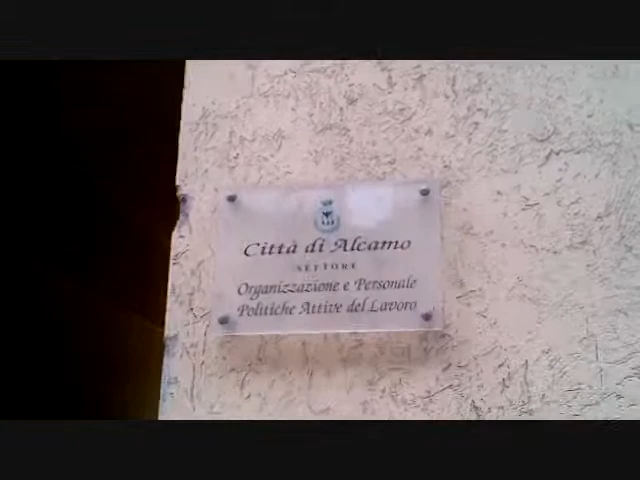 Città di Alcamo
SETTORE
Organizzazione e Personale
Politiche Attive del Lavoro